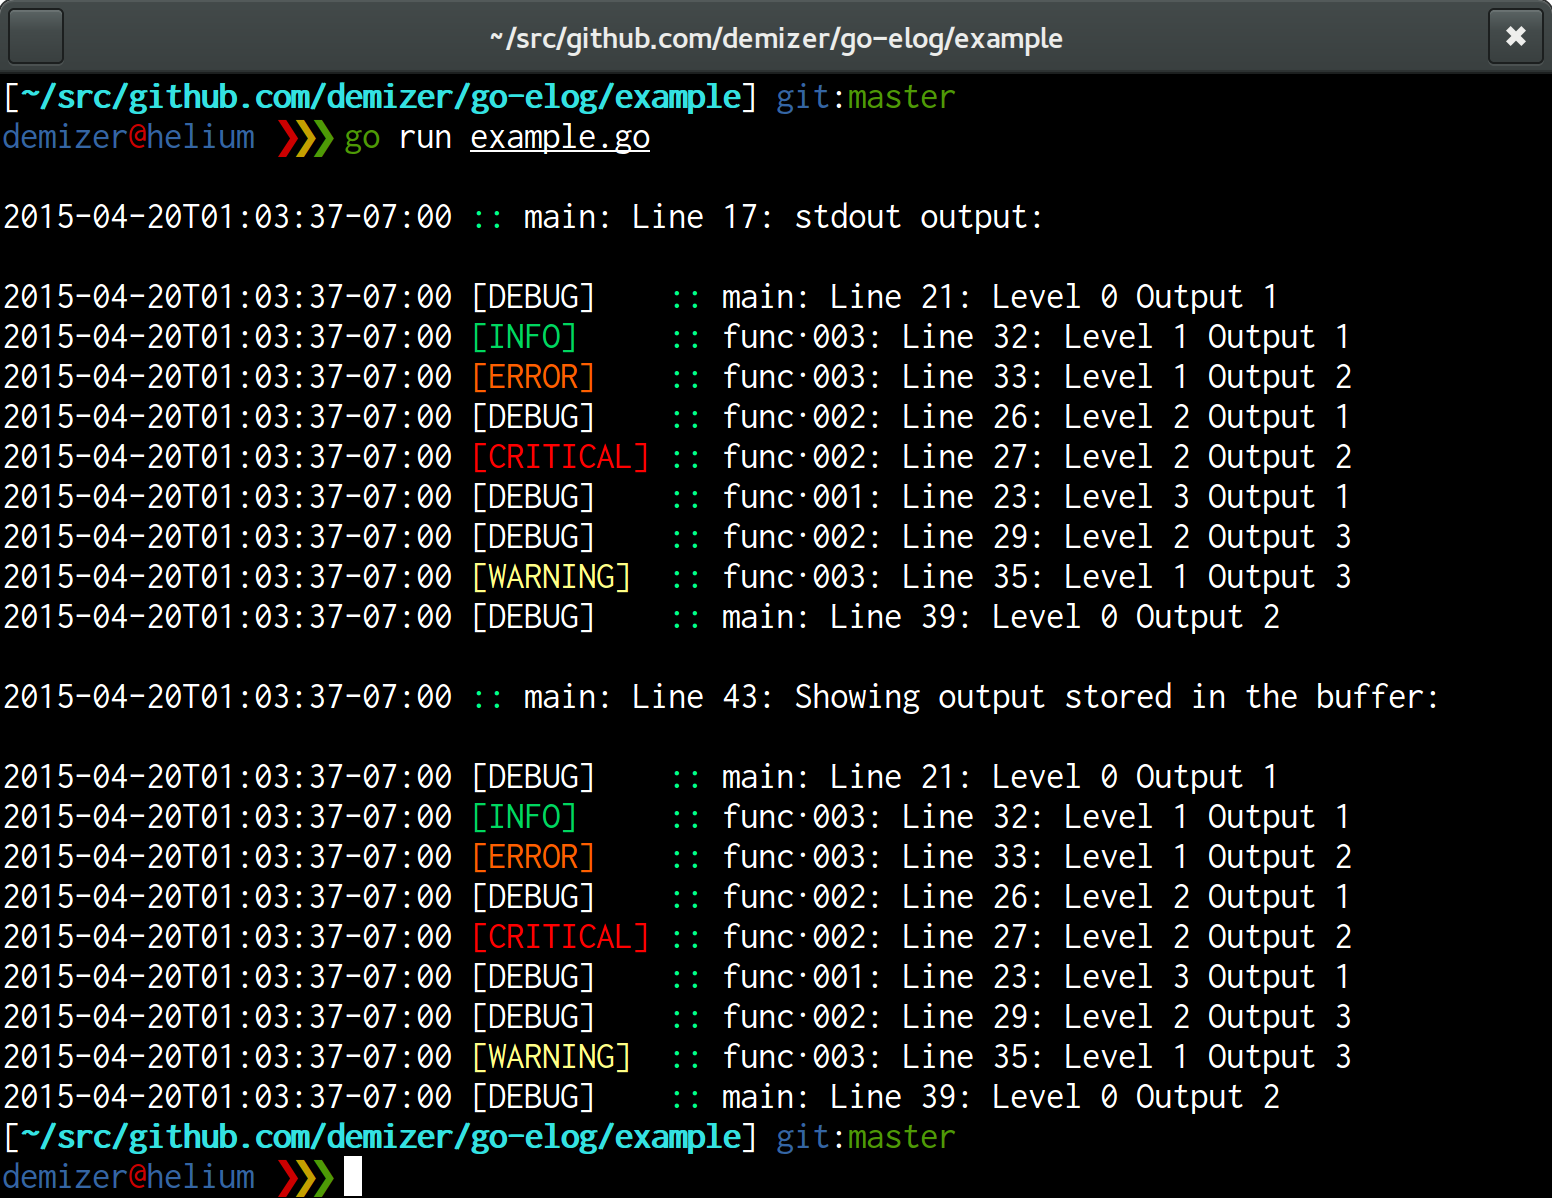 ~/src/github.com/demizer/go-elog/example
[~/src/github.com/demizer/go-elog/example] git:master
demizer@helium ❯❯❯ go run example.go
2015-04-20T01:03:37-07:00 :: main: Line 17: stdout output:
2015-04-20T01:03:37-07:00 [DEBUG]    :: main: Line 21: Level 0 Output 1
2015-04-20T01:03:37-07:00 [INFO]     :: func·003: Line 32: Level 1 Output 1
2015-04-20T01:03:37-07:00 [ERROR]    :: func·003: Line 33: Level 1 Output 2
2015-04-20T01:03:37-07:00 [DEBUG]    :: func·002: Line 26: Level 2 Output 1
2015-04-20T01:03:37-07:00 [CRITICAL] :: func·002: Line 27: Level 2 Output 2
2015-04-20T01:03:37-07:00 [DEBUG]    :: func·001: Line 23: Level 3 Output 1
2015-04-20T01:03:37-07:00 [DEBUG]    :: func·002: Line 29: Level 2 Output 3
2015-04-20T01:03:37-07:00 [WARNING]  :: func·003: Line 35: Level 1 Output 3
2015-04-20T01:03:37-07:00 [DEBUG]    :: main: Line 39: Level 0 Output 2
2015-04-20T01:03:37-07:00 :: main: Line 43: Showing output stored in the buffer:
2015-04-20T01:03:37-07:00 [DEBUG]    :: main: Line 21: Level 0 Output 1
2015-04-20T01:03:37-07:00 [INFO]     :: func·003: Line 32: Level 1 Output 1
2015-04-20T01:03:37-07:00 [ERROR]    :: func·003: Line 33: Level 1 Output 2
2015-04-20T01:03:37-07:00 [DEBUG]    :: func·002: Line 26: Level 2 Output 1
2015-04-20T01:03:37-07:00 [CRITICAL] :: func·002: Line 27: Level 2 Output 2
2015-04-20T01:03:37-07:00 [DEBUG]    :: func·001: Line 23: Level 3 Output 1
2015-04-20T01:03:37-07:00 [DEBUG]    :: func·002: Line 29: Level 2 Output 3
2015-04-20T01:03:37-07:00 [WARNING]  :: func·003: Line 35: Level 1 Output 3
2015-04-20T01:03:37-07:00 [DEBUG]    :: main: Line 39: Level 0 Output 2
[~/src/github.com/demizer/go-elog/example] git:master
demizer@helium ❯❯❯